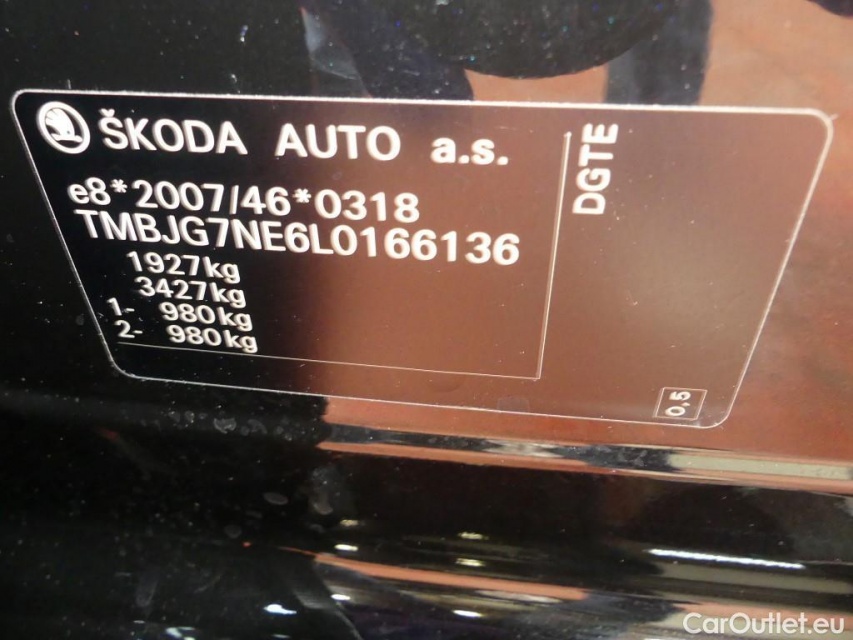 ŠKODA AUTO a.s.
e8*2007/46*0318
TMBJG7NE6L0166136
1927kg
3427kg
1- 980kg
2- 980kg
DGTE
0,5
CarOutlet.eu